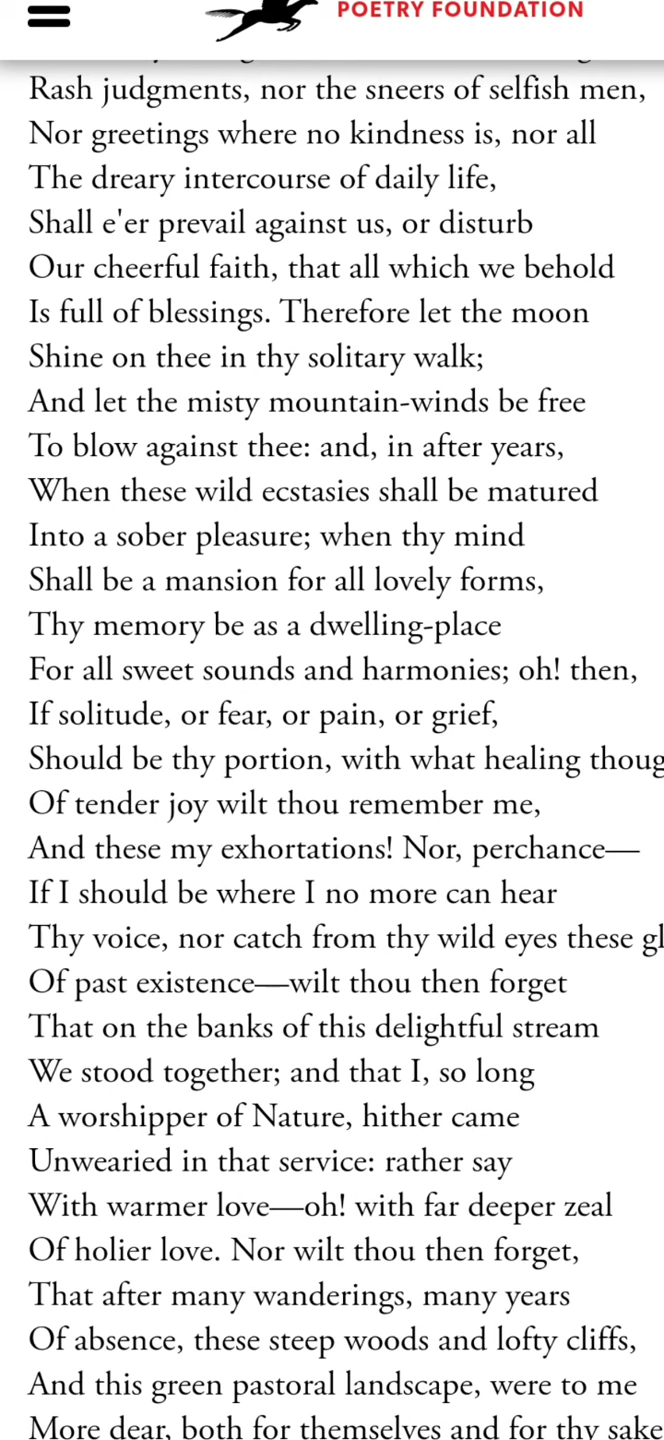 POETRY FOUNDATION
Rash judgments, nor the sneers of selfish men,
Nor greetings where no kindness is, nor all
The dreary intercourse of daily life,
Shall e'er prevail against us, or disturb
Our cheerful faith, that all which we behold
Is full of blessings. Therefore let the moon
Shine on thee in thy solitary walk;
And let the misty mountain-winds be free
To blow against thee: and, in after years,
When these wild ecstasies shall be matured
Into a sober pleasure; when thy mind
Shall be a mansion for all lovely forms,
Thy memory be as a dwelling-place
For all sweet sounds and harmonies; oh! then,
If solitude, or fear, or pain, or grief,
Should be thy portion, with what healing thoug
Of tender joy wilt thou remember me,
And these my exhortations! Nor, perchance—
If I should be where I no more can hear
Thy voice, nor catch from thy wild eyes these gl
Of past existence—wilt thou then forget
That on the banks of this delightful stream
We stood together; and that I, so long
A worshipper of Nature, hither came
Unwearied in that service: rather say
With warmer love—oh! with far deeper zeal
Of holier love. Nor wilt thou then forget,
That after many wanderings, many years
Of absence, these steep woods and lofty cliffs,
And this green pastoral landscape, were to me
More dear, both for themselves and for thy sake